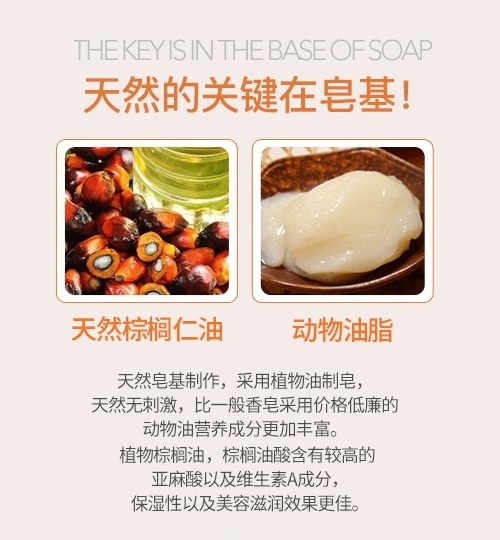 THE KEY IS IN THE BASE OF SOAP
天然的关键在皂基！
天然棕榈仁油
动物油脂
天然皂基制作，采用植物油制皂，
天然无刺激，比一般香皂采用价格低廉的
动物油营养成分更加丰富。
植物棕榈油，棕榈油酸含有较高的
亚麻酸以及维生素A成分，
保湿性以及美容滋润效果更佳。